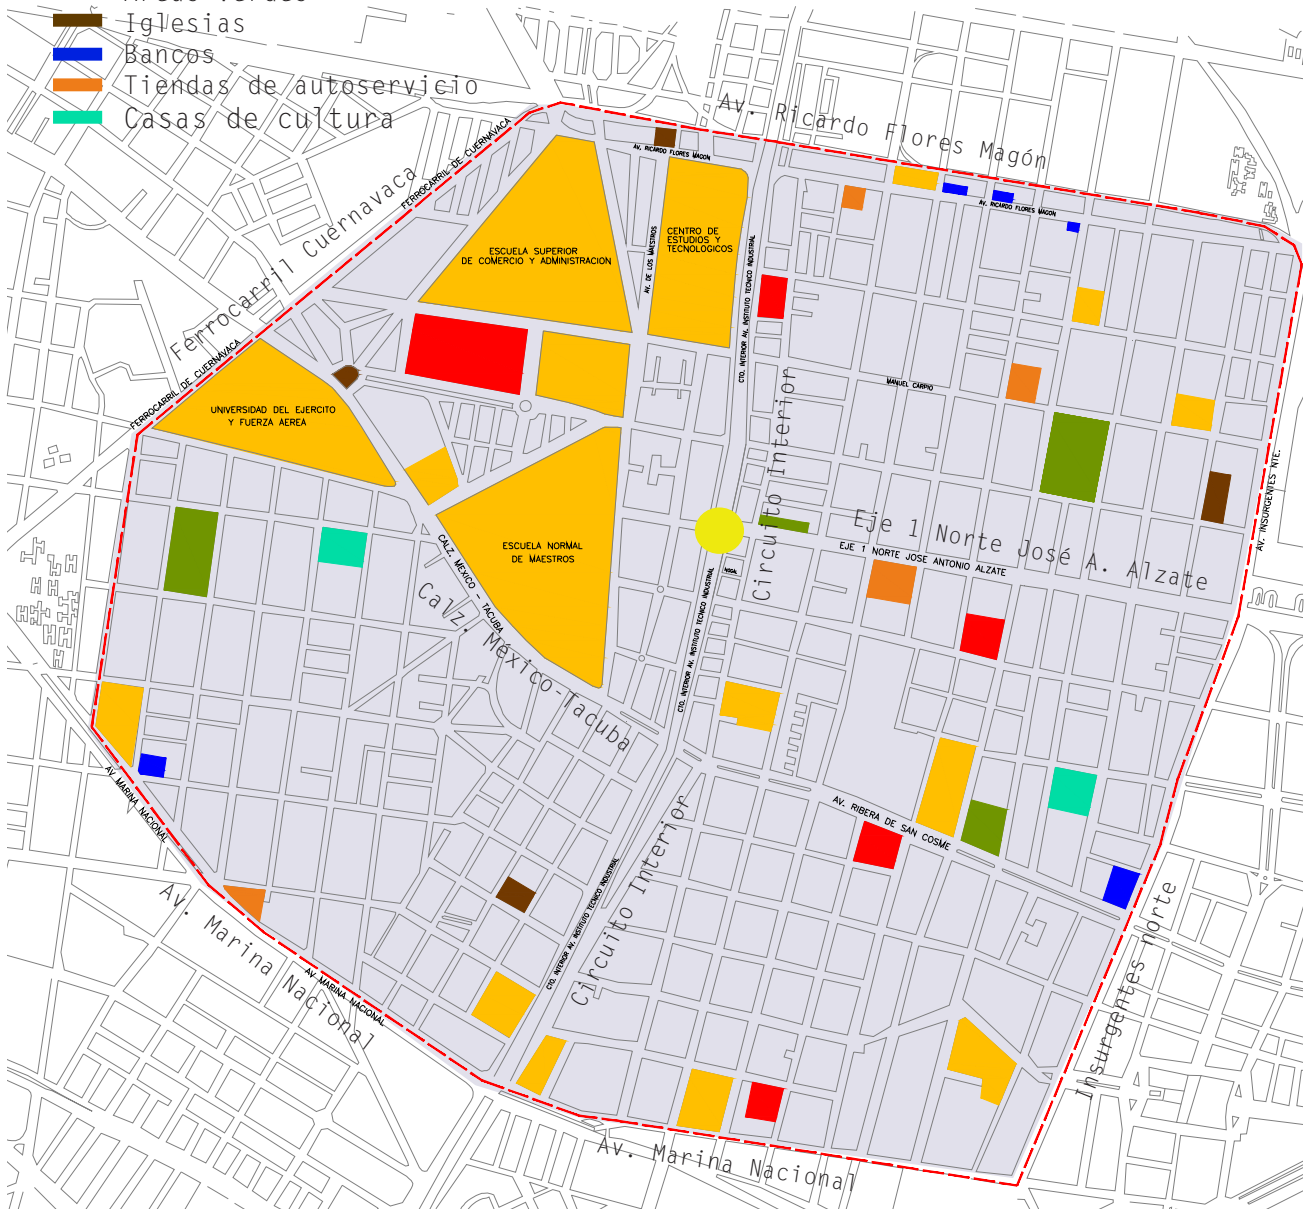 Iglesias
Bancos
Tiendas de autoservicio
Casas de cultura
Av. Ricardo Flores Magón
FERROCARRIL DE CUERNAVACA
AV. RICARDO FLORES MAGON
Ferrocarril Cuernavaca
AV. RICARDO FLORES MAGON
CENTRO DE
ESTUDIOS Y
TECNOLOGICOS
ESCUELA SUPERIOR
DE COMERCIO Y ADMINISTRACION
AV. DE LOS MAESTROS
CTO. INTERIOR AV. INSTITUTO TECNICO INDUSTRIAL
FERROCARRIL DE CUERNAVACA
MANUEL CARPIO
UNIVERSIDAD DEL EJERCITO
Y FUERZA AEREA
Circuito Interior
AV. INSURGENTES NTE.
Eje 1 Norte José A. Alzate
EJE 1 NORTE JOSE ANTONIO ALZATE
ESCUELA NORMAL
DE MAESTROS
CALZ. MEXICO - TACUBA
Calz. México-Tacuba
NOGAL
CTO. INTERIOR AV. INSTITUTO TECNICO INDUSTRIAL
AV. MARINA NACIONAL
AV. RIBERA DE SAN COSME
Av. Marina Nacional
AV. MARINA NACIONAL
CTO. INTERIOR AV. INSTITUTO TECNICO INDUSTRIAL
Circuito Interior
Insurgentes norte
Av. Marina Nacional